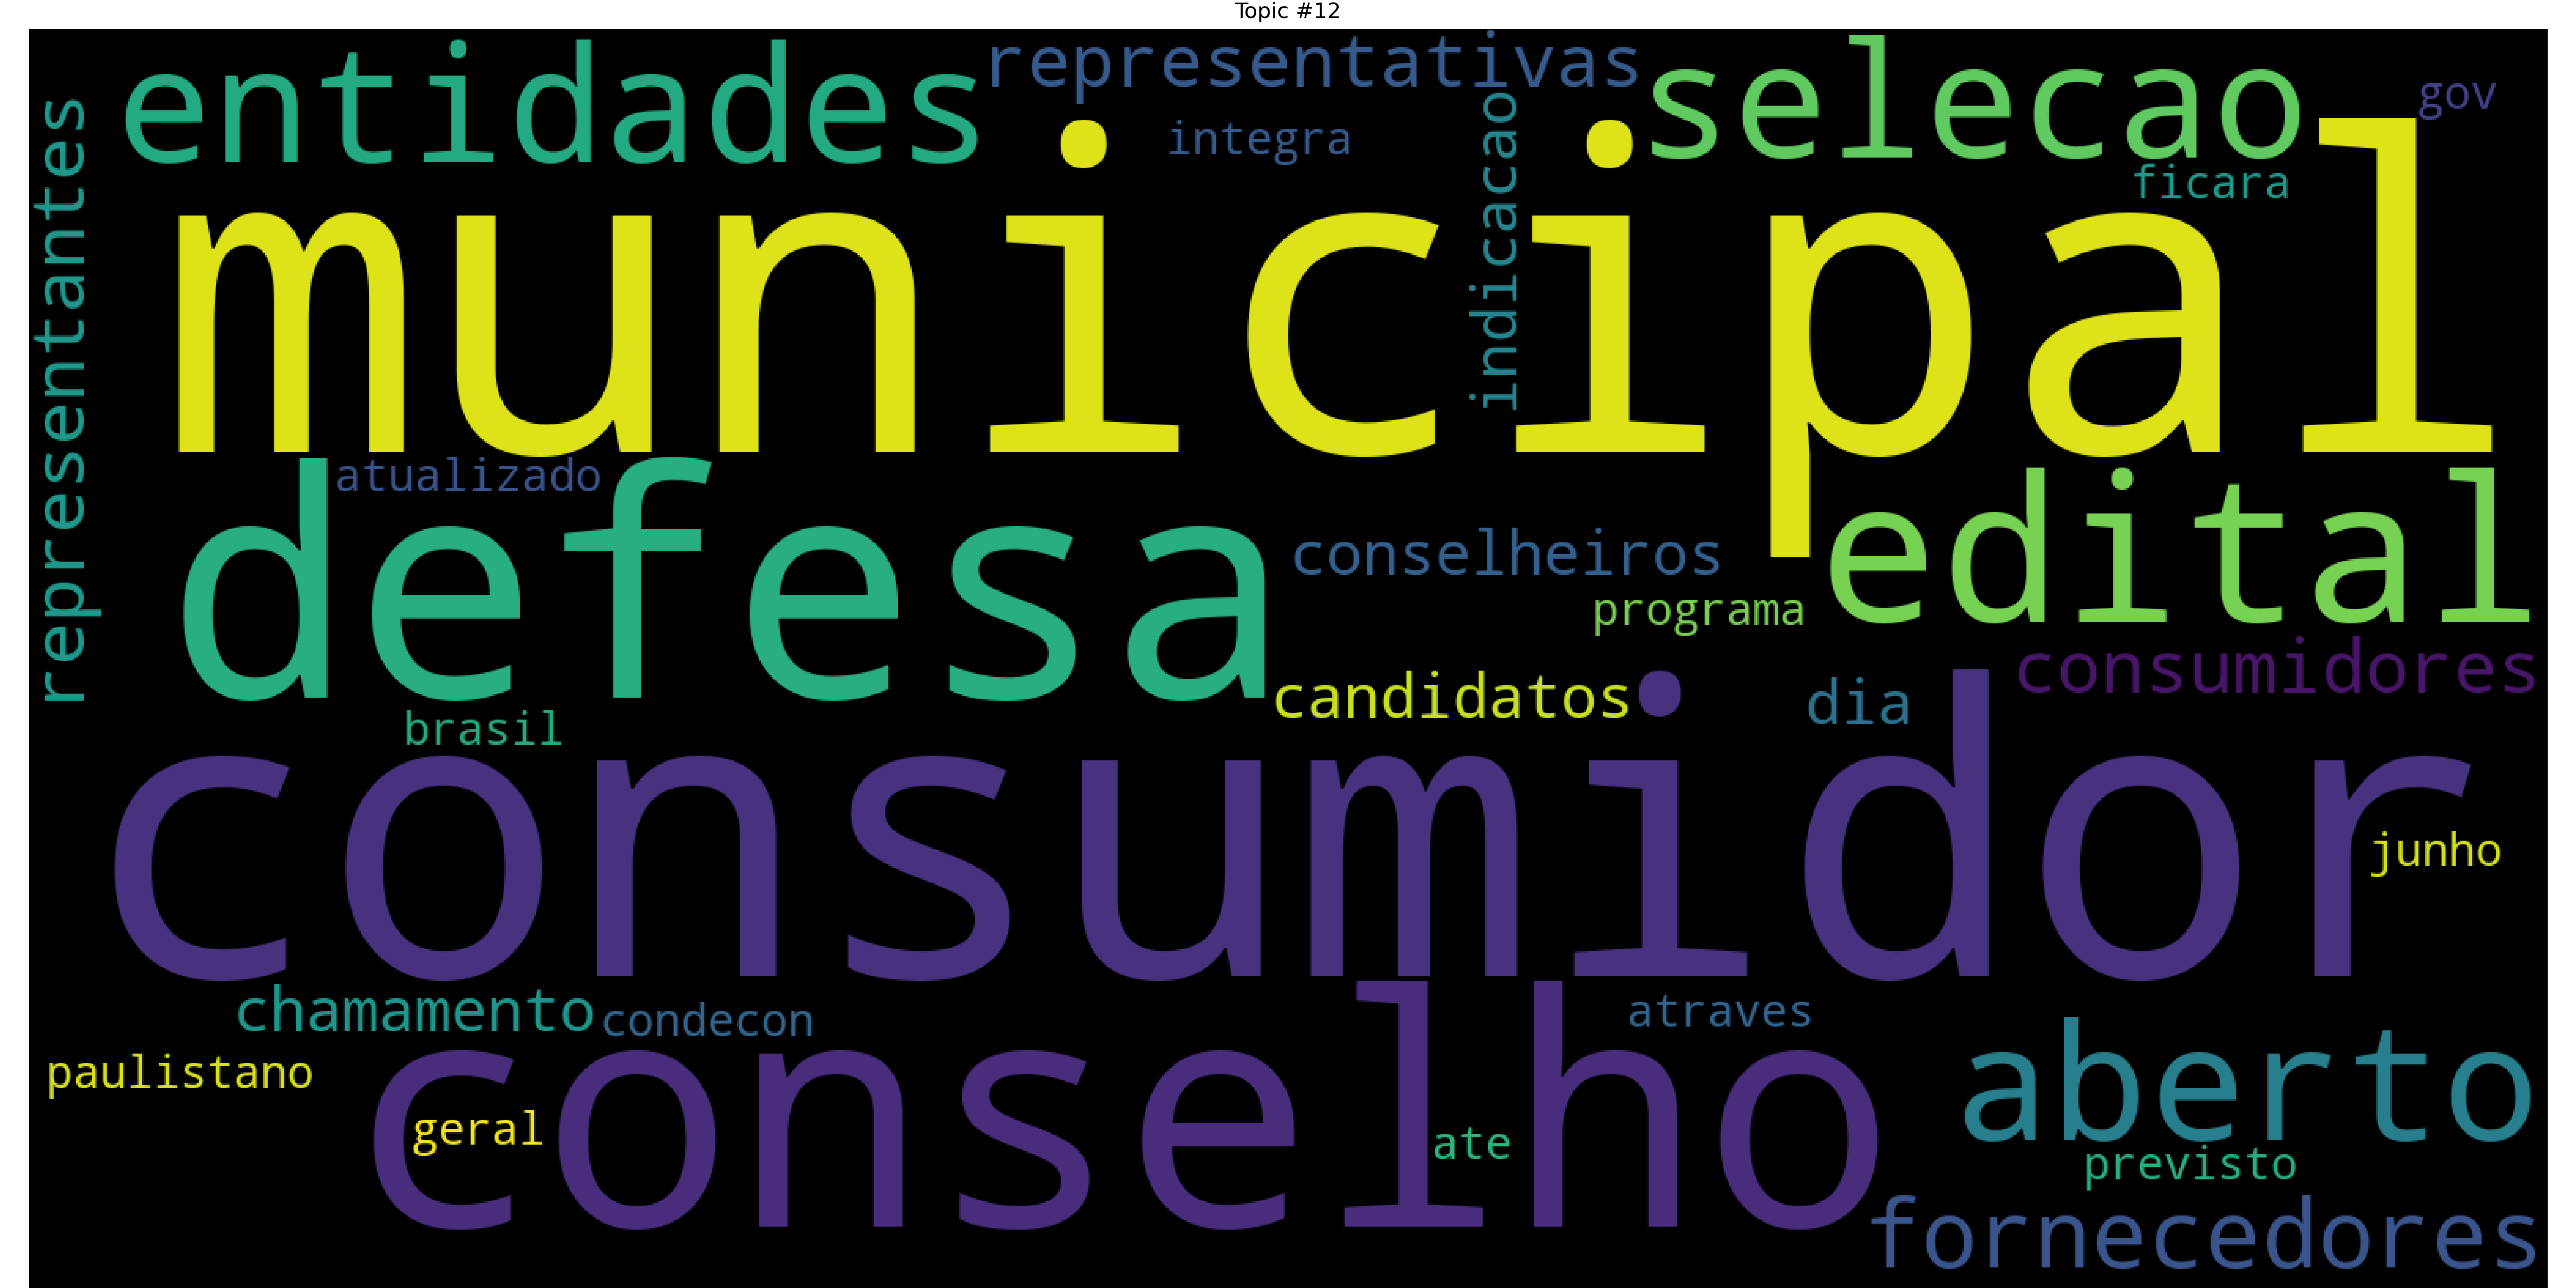 Topic #12
entidades
representativas
selecao
gov
integra
ficara
representantes
indicacao
municipal
atualizado
defesa
conselheiros
edital
programa
consumidores
candidatos
dia
brasil
consumidor
junho
chamamento
condecon
atraves
paulistano
conselho
aberto
geral
ate
previsto
fornecedores